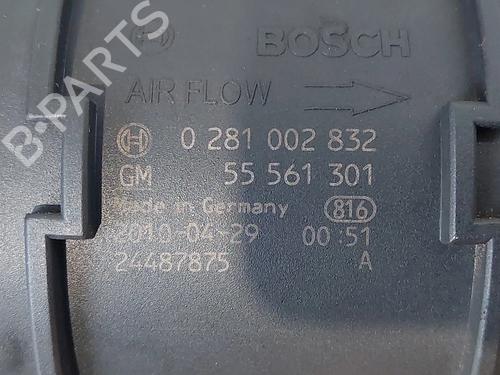 BOSCH
AIR FLOW
0 281 002 832
GM 55 561 301
Made in Germany 816
2010-04-29 00:51
24487875 A
B-PARTS